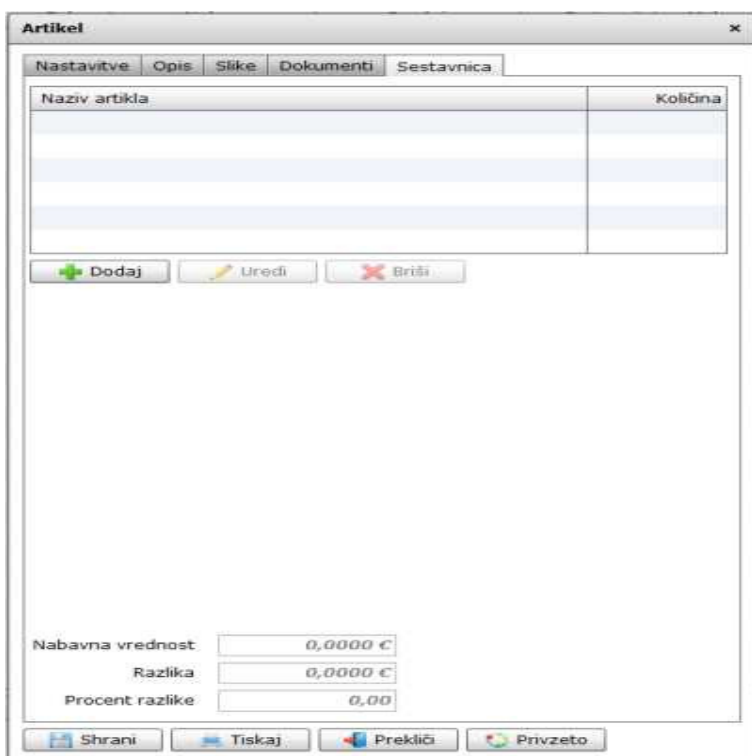 Artikel
Nastavitve Opis Slike Dokumenti Sestavnica
Naziv artikla Količina
Dodaj Uredi Briši
Nabavna vrednost 0,0000 €
Razlika 0,0000 €
Procent razlike 0,00
Shrani Tiskaj Prekliči Privzeto